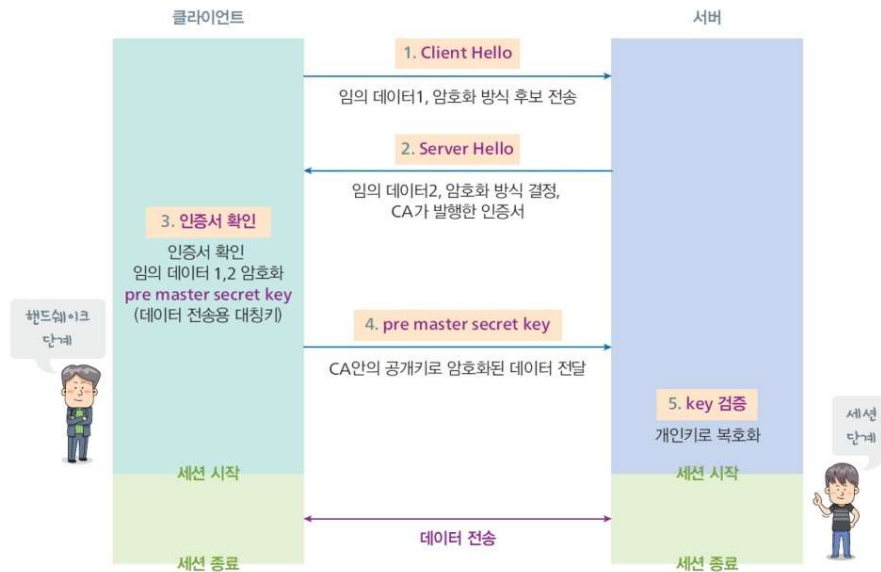 클라이언트
서버
1. Client Hello
임의 데이터1, 암호화 방식 후보 전송
2. Server Hello
임의 데이터2, 암호화 방식 결정,
CA가 발행한 인증서
3. 인증서 확인
인증서 확인
임의 데이터 1,2 암호화
pre master secret key
(데이터 전송용 대칭키)
핸드쉐이크
단계
4. pre master secret key
CA안의 공개키로 암호화된 데이터 전달
5. key 검증
개인키로 복호화
세션
단계
세션 시작
세션 시작
데이터 전송
세션 종료
세션 종료